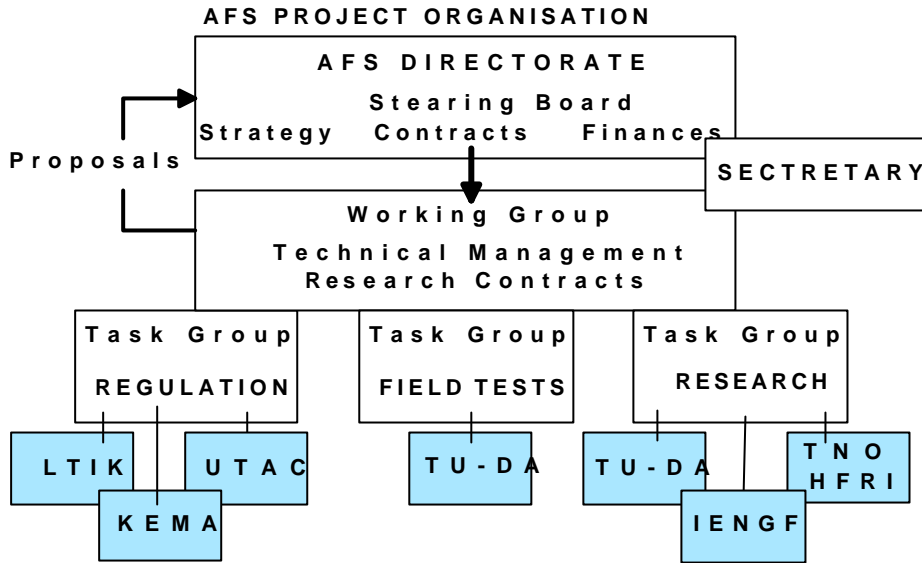 AFS PROJECT ORGANISATION
AFS DIRECTORATE
Stearing Board
Strategy Contracts Finances
Proposals
SECTRETARY
Working Group
Technical Management
Research Contracts
Task Group
REGULATION
Task Group
FIELD TESTS
Task Group
RESEARCH
LTIK
UTAC
KEMA
TU-DA
TU-DA
IENGF
TNO
HFRI